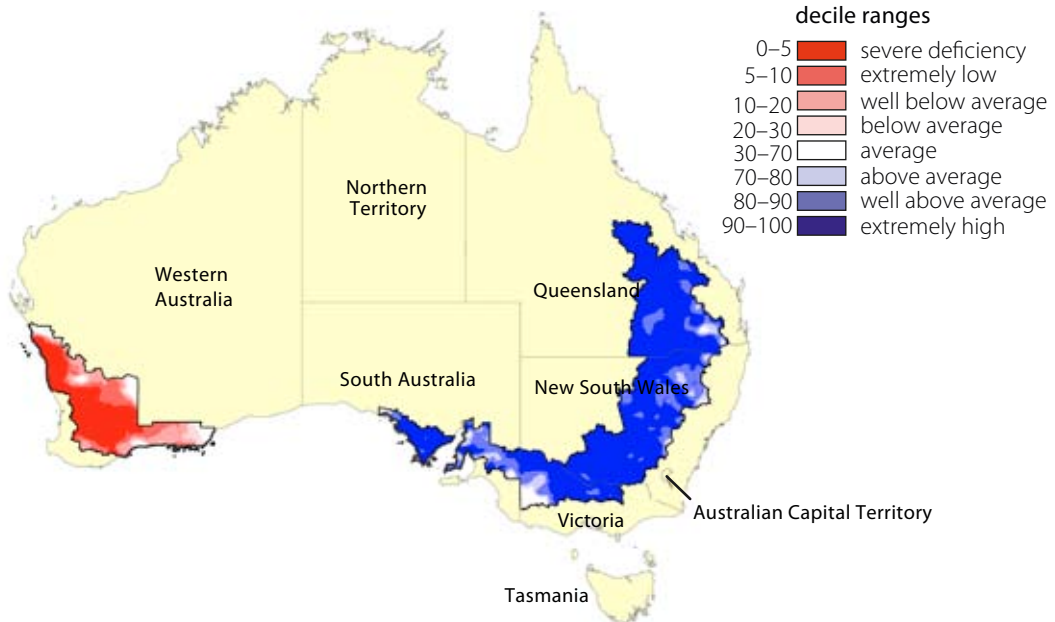 decile ranges
0–5 severe deficiency
5–10 extremely low
10–20 well below average
20–30 below average
30–70 average
70–80 above average
80–90 well above average
90–100 extremely high
Northern
Territory
Western
Australia
Queensland
South Australia
New South Wales
Australian Capital Territory
Victoria
Tasmania